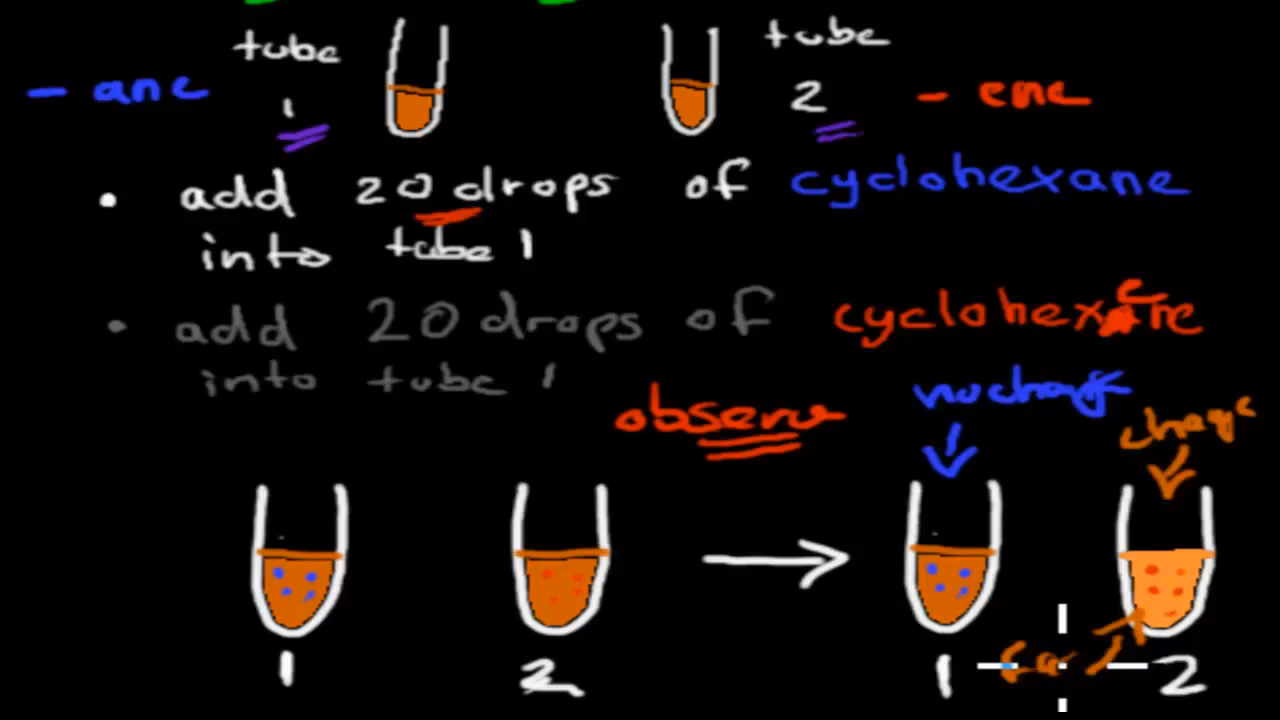 tube tube
- ane 1 2 - ene
• add 20 drops of cyclohexane
into tube 1
• add 20 drops of cyclohexene
into tube 1
observe no change change
1 2 1 2